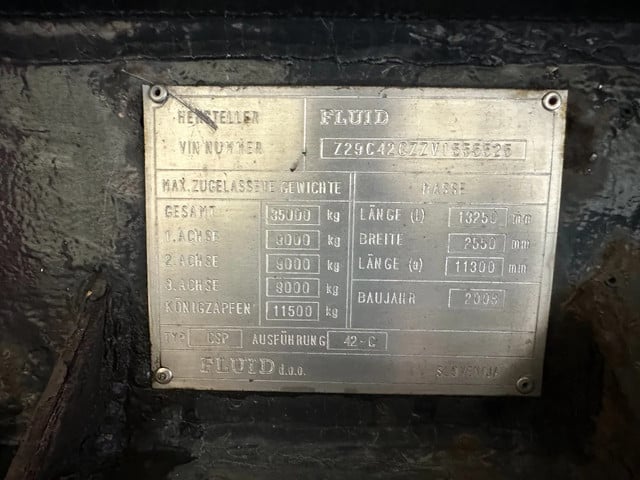 HERSTELLER FLUID
VIN NUMMER
MAX.ZUGELASSENE GEWICHTE MASSE
GESAMT 35000 kg LÄNGE (l) 13250 mm
1.ACHSE 9000 kg BREITE 2550 mm
2.ACHSE 9000 kg LÄNGE (a) 11300 mm
3.ACHSE 9000 kg
KÖNIGZAPFEN 11500 kg BAUJAHR
TYP CSP AUSFÜHRUNG 42-C
FLUID d.o.o. SLOVENIJA